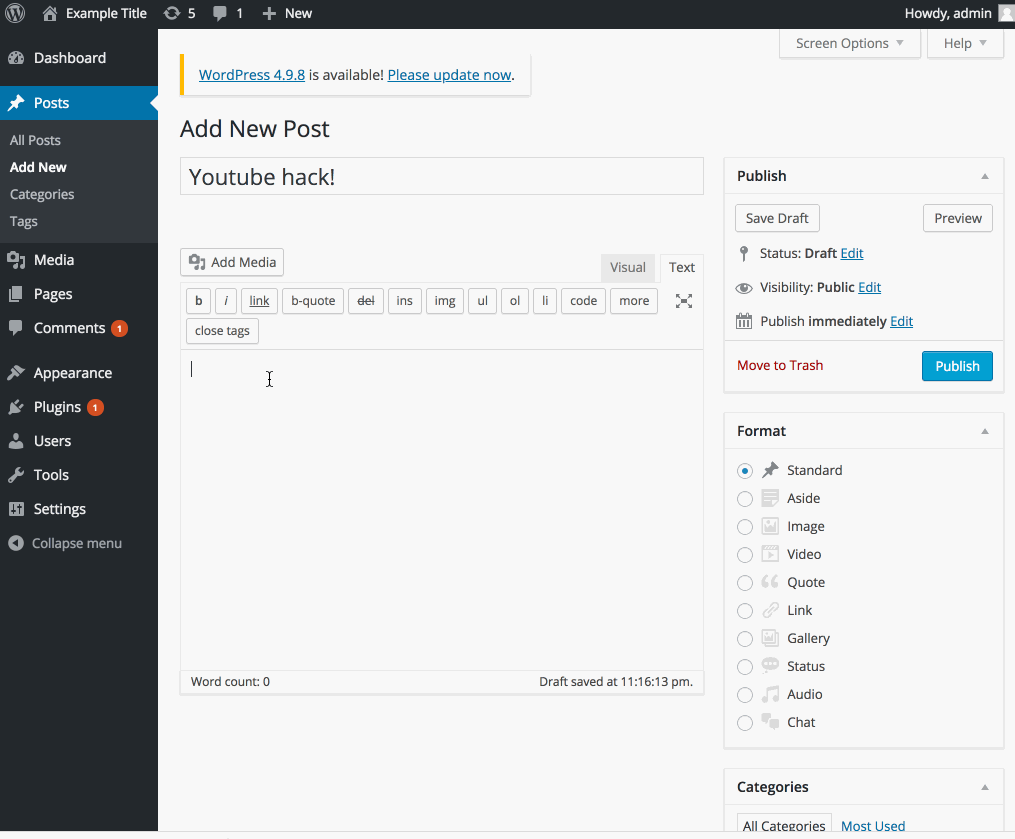 Example Title 5 1 New Howdy, admin
Dashboard
Posts
All Posts
Add New
Categories
Tags
Media
Pages
Comments 1
Appearance
Plugins 1
Users
Tools
Settings
Collapse menu
Screen Options Help
WordPress 4.9.8 is available! Please update now.
Add New Post
Youtube hack!
Add Media
Visual Text
b i link b-quote del ins img ul ol li code more
close tags
Word count: 0 Draft saved at 11:16:13 pm.
Publish
Save Draft Preview
Status: Draft Edit
Visibility: Public Edit
Publish immediately Edit
Move to Trash Publish
Format
Standard
Aside
Image
Video
Quote
Link
Gallery
Status
Audio
Chat
Categories
All Categories Most Used